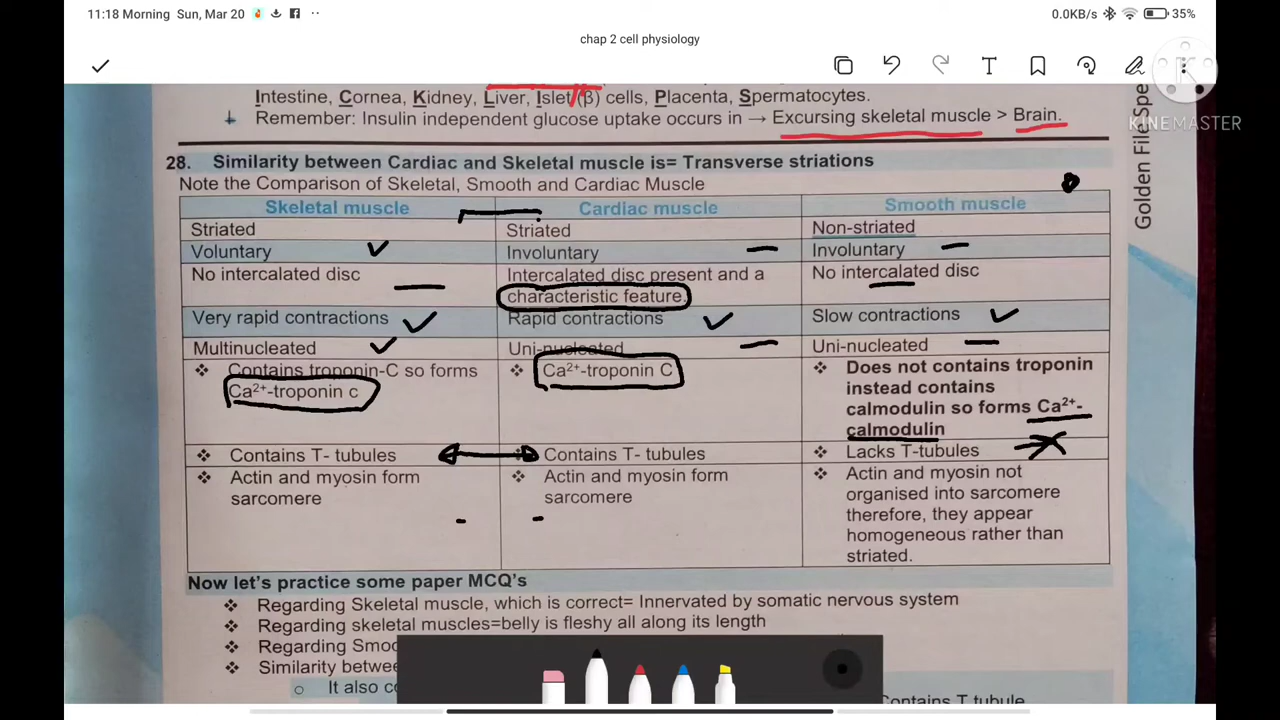 11:18 Morning Sun, Mar 20
0.0KB/s 35%
chap 2 cell physiology
KINEMASTER
Golden File Spe
Intestine, Cornea, Kidney, Liver, Islet (β) cells, Placenta, Spermatocytes.
Remember: Insulin independent glucose uptake occurs in → Excursing skeletal muscle > Brain.
28. Similarity between Cardiac and Skeletal muscle is= Transverse striations
Note the Comparison of Skeletal, Smooth and Cardiac Muscle
Skeletal muscle Cardiac muscle Smooth muscle
Striated Striated Non-striated
Voluntary Involuntary Involuntary
No intercalated disc Intercalated disc present and a No intercalated disc
characteristic feature.
Very rapid contractions Rapid contractions Slow contractions
Multinucleated Uni-nucleated Uni-nucleated
❖ Contains troponin-C so forms ❖ Ca²⁺-troponin C ❖ Does not contains troponin
Ca²⁺-troponin c instead contains
calmodulin so forms Ca²⁺-
calmodulin
❖ Contains T- tubules ❖ Contains T- tubules ❖ Lacks T-tubules
❖ Actin and myosin form ❖ Actin and myosin form ❖ Actin and myosin not
sarcomere sarcomere organised into sarcomere
therefore, they appear
homogeneous rather than
striated.
Now let's practice some paper MCQ's
❖ Regarding Skeletal muscle, which is correct= Innervated by somatic nervous system
❖ Regarding skeletal muscles=belly is fleshy all along its length
❖ Regarding Smo
❖ Similarity betwe
○ It also co Contains T tubule